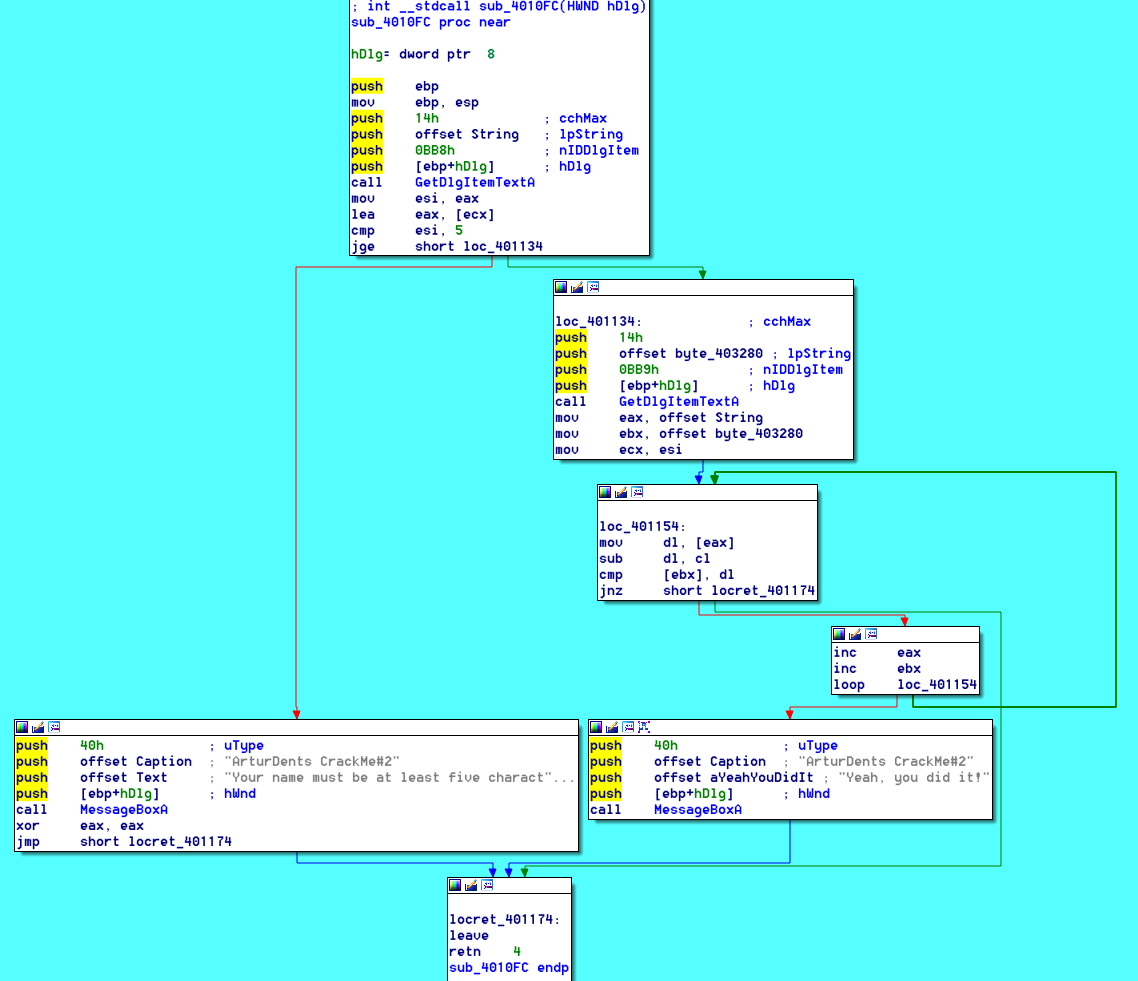 ; int __stdcall sub_4010FC(HWND hDlg)
sub_4010FC proc near
hDlg= dword ptr  8
push    ebp
mov     ebp, esp
push    14h             ; cchMax
push    offset String   ; lpString
push    0BB8h           ; nIDDlgItem
push    [ebp+hDlg]      ; hDlg
call    GetDlgItemTextA
mov     esi, eax
lea     eax, [ecx]
cmp     esi, 5
jge     short loc_401134
loc_401134:             ; cchMax
push    14h
push    offset byte_403280 ; lpString
push    0BB9h           ; nIDDlgItem
push    [ebp+hDlg]      ; hDlg
call    GetDlgItemTextA
mov     eax, offset String
mov     ebx, offset byte_403280
mov     ecx, esi
loc_401154:
mov     dl, [eax]
sub     dl, cl
cmp     [ebx], dl
jnz     short locret_401174
inc     eax
inc     ebx
loop    loc_401154
push    40h             ; uType
push    offset Caption  ; "ArturDents CrackMe#2"
push    offset Text     ; "Your name must be at least five charact"...
push    [ebp+hDlg]      ; hWnd
call    MessageBoxA
xor     eax, eax
jmp     short locret_401174
push    40h             ; uType
push    offset Caption  ; "ArturDents CrackMe#2"
push    offset aYeahYouDidIt ; "Yeah, you did it!"
push    [ebp+hDlg]      ; hWnd
call    MessageBoxA
locret_401174:
leave
retn    4
sub_4010FC endp